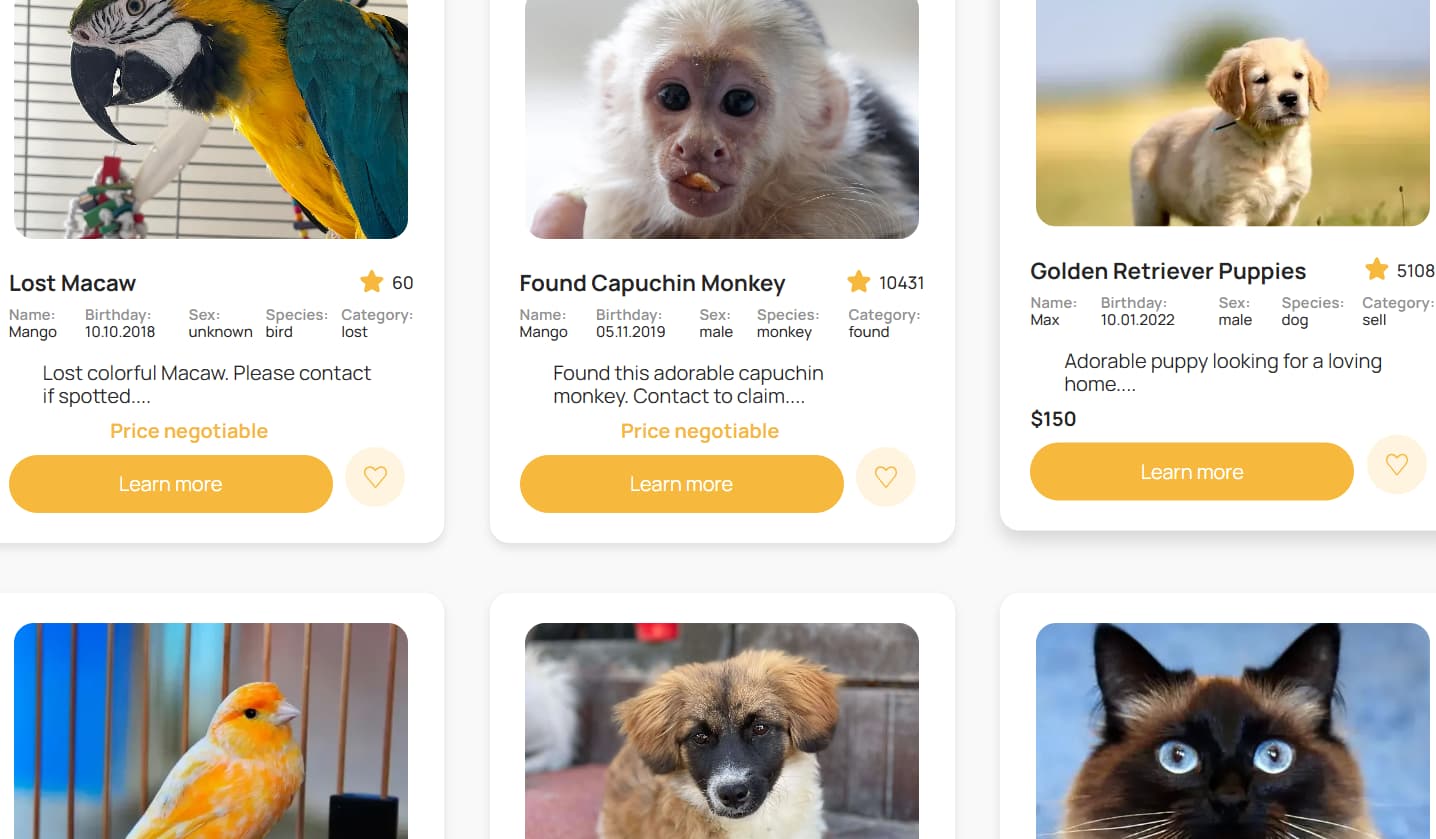 Lost Macaw
60
Name: Birthday: Sex: Species: Category:
Mango 10.10.2018 unknown bird lost
Lost colorful Macaw. Please contact
if spotted....
Price negotiable
Learn more
Found Capuchin Monkey
10431
Name: Birthday: Sex: Species: Category:
Mango 05.11.2019 male monkey found
Found this adorable capuchin
monkey. Contact to claim....
Price negotiable
Learn more
Golden Retriever Puppies
5108
Name: Birthday: Sex: Species: Category:
Max 10.01.2022 male dog sell
Adorable puppy looking for a loving
home....
$150
Learn more